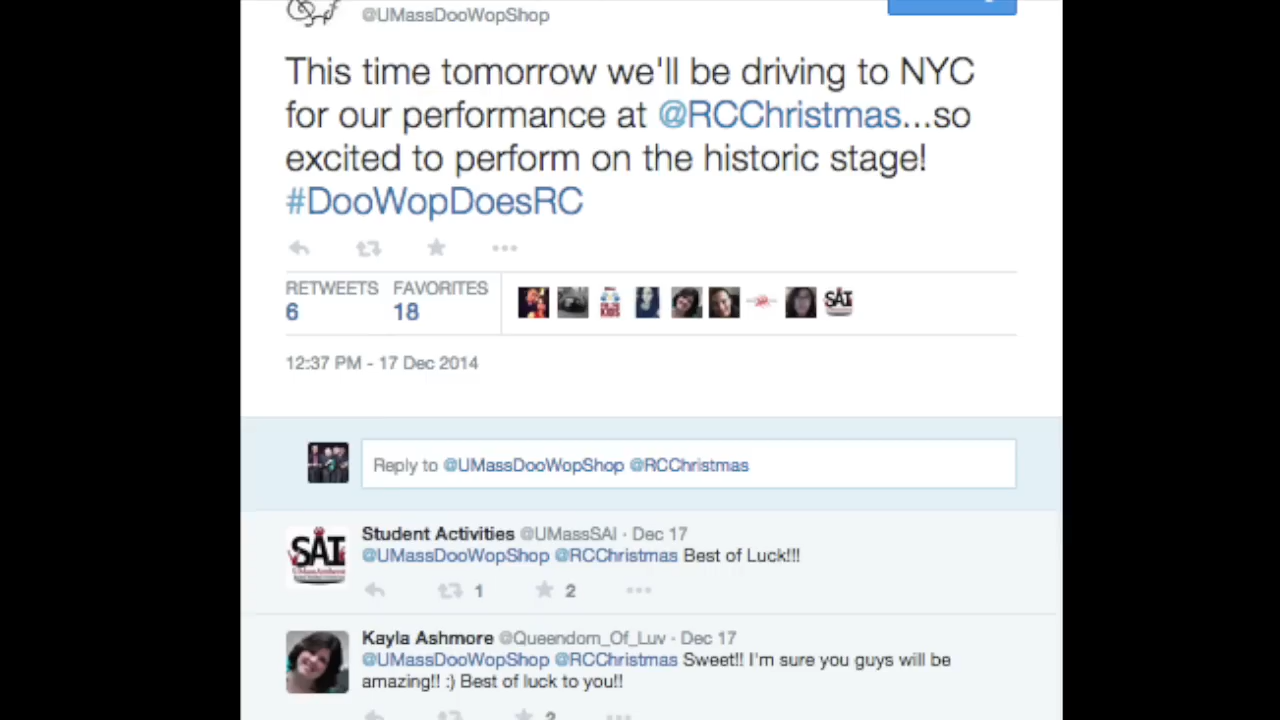 @UMassDooWopShop
This time tomorrow we'll be driving to NYC
for our performance at @RCChristmas...so
excited to perform on the historic stage!
#DooWopDoesRC
RETWEETS FAVORITES
6 18
SAI
12:37 PM - 17 Dec 2014
Reply to @UMassDooWopShop @RCChristmas
SAI
Student Activities @UMassSAI · Dec 17
@UMassDooWopShop @RCChristmas Best of Luck!!!
1 2
Kayla Ashmore @Queendom_Of_Luv · Dec 17
@UMassDooWopShop @RCChristmas Sweet!! I'm sure you guys will be
amazing!! :) Best of luck to you!!
2